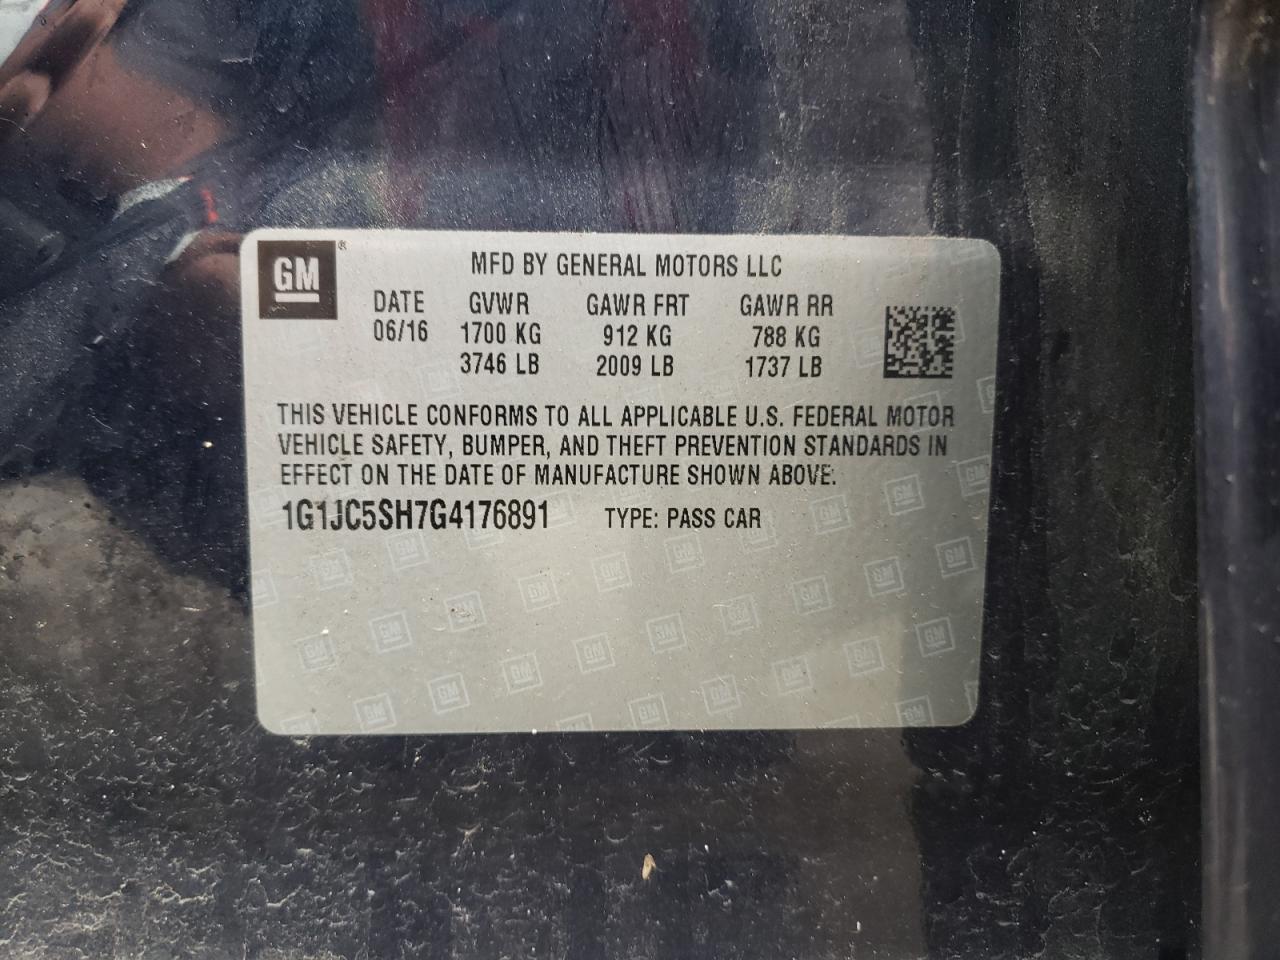 GM ®
MFD BY GENERAL MOTORS LLC
DATE GVWR GAWR FRT GAWR RR
06/16 1700 KG 912 KG 788 KG
3746 LB 2009 LB 1737 LB
THIS VEHICLE CONFORMS TO ALL APPLICABLE U.S. FEDERAL MOTOR
VEHICLE SAFETY, BUMPER, AND THEFT PREVENTION STANDARDS IN
EFFECT ON THE DATE OF MANUFACTURE SHOWN ABOVE.
1G1JC5SH7G4176891 TYPE: PASS CAR